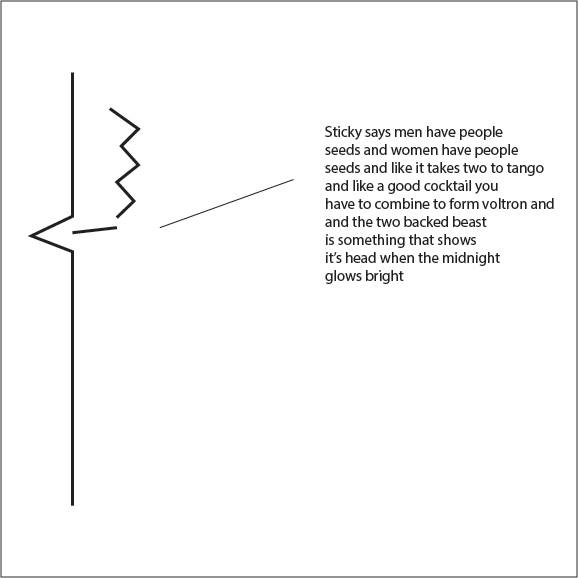 Sticky says men have people
seeds and women have people
seeds and like it takes two to tango
and like a good cocktail you
have to combine to form voltron and
and the two backed beast
is something that shows
it's head when the midnight
glows bright